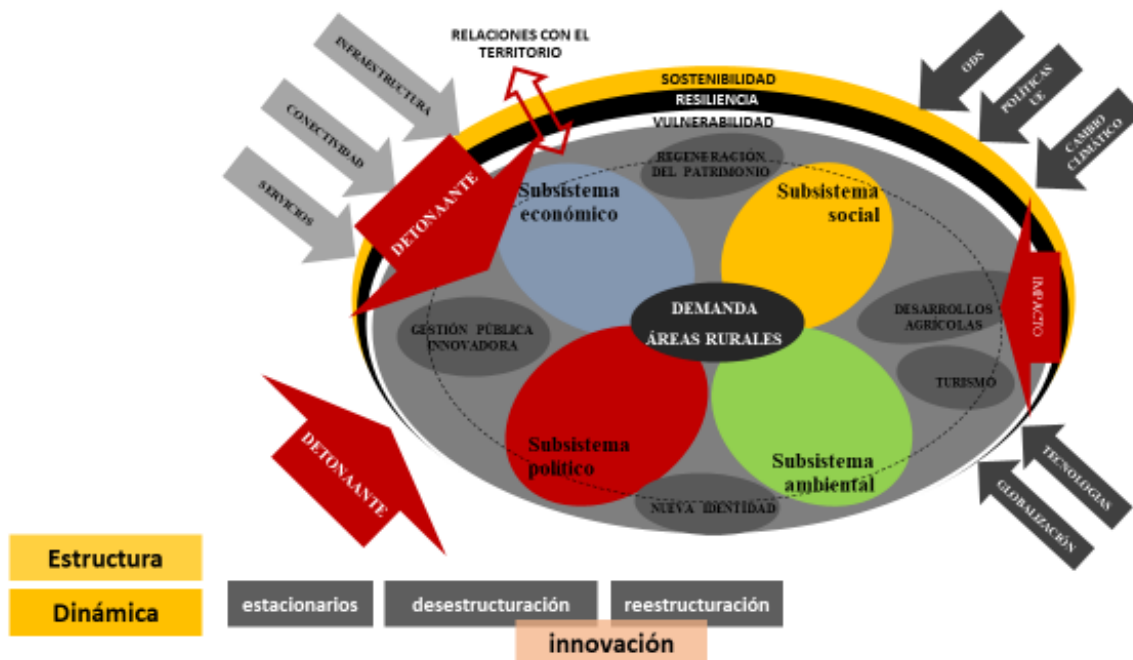 RELACIONES CON EL
TERRITORIO
INFRAESTRUCTURA
CONECTIVIDAD
SERVICIOS
DETONAANTE
SOSTENIBILIDAD
RESILIENCIA
VULNERABILIDAD
ODS
POLÍTICAS
UE
CAMBIO
CLIMÁTICO
REGENERACIÓN
DEL PATRIMONIO
Subsistema
económico
Subsistema
social
DEMANDA
ÁREAS RURALES
GESTIÓN PÚBLICA
INNOVADORA
DESARROLLOS
AGRÍCOLAS
IMPACTO
TURISMO
DETONAANTE
Subsistema
político
Subsistema
ambiental
NUEVA IDENTIDAD
TECNOLOGIAS
GLOBALIZACIÓN
Estructura
Dinámica
estacionarios
desestructuración
reestructuración
innovación